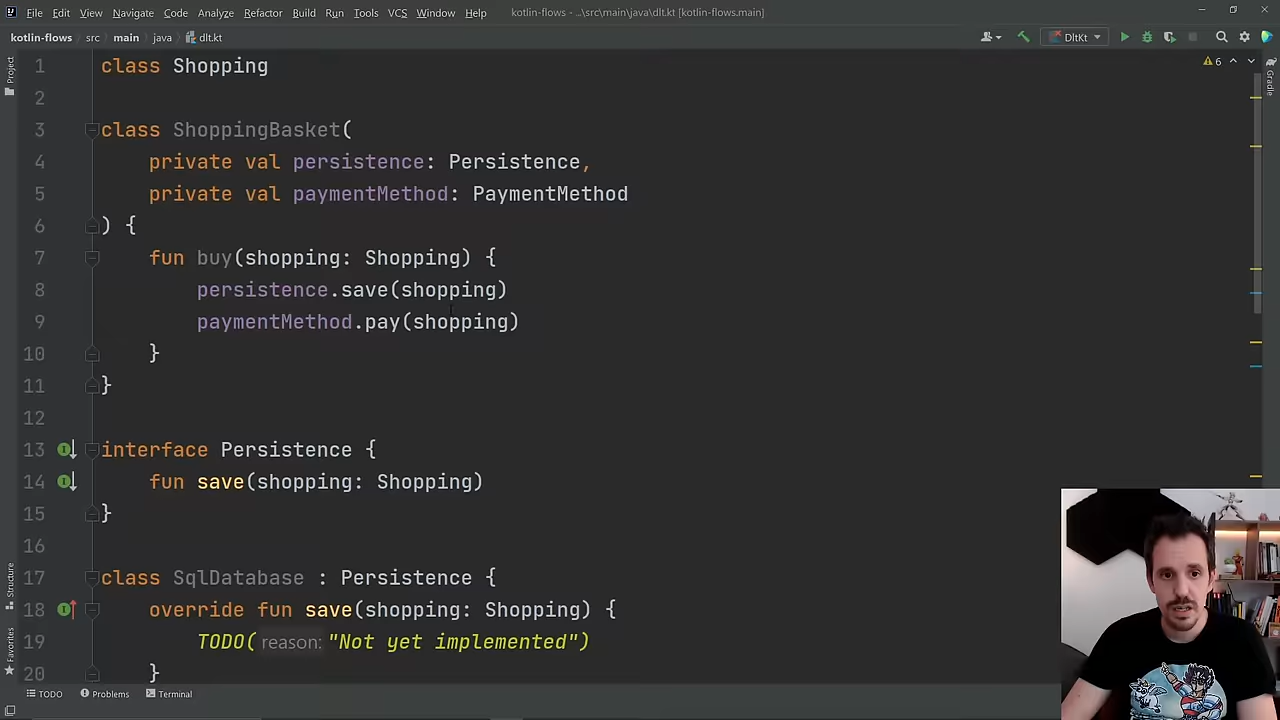 File Edit View Navigate Code Analyze Refactor Build Run Tools VCS Window Help kotlin-flows - ...\src\main\java\dlt.kt [kotlin-flows.main]
kotlin-flows src main java dlt.kt DltKt
Project
Gradle
6
1 class Shopping
2
3 class ShoppingBasket(
4 private val persistence: Persistence,
5 private val paymentMethod: PaymentMethod
6 ) {
7 fun buy(shopping: Shopping) {
8 persistence.save(shopping)
9 paymentMethod.pay(shopping)
10 }
11 }
12
13 interface Persistence {
14 fun save(shopping: Shopping)
15 }
16
17 class SqlDatabase : Persistence {
18 override fun save(shopping: Shopping) {
19 TODO( reason: "Not yet implemented")
20 }
Structure
Favorites
TODO Problems Terminal